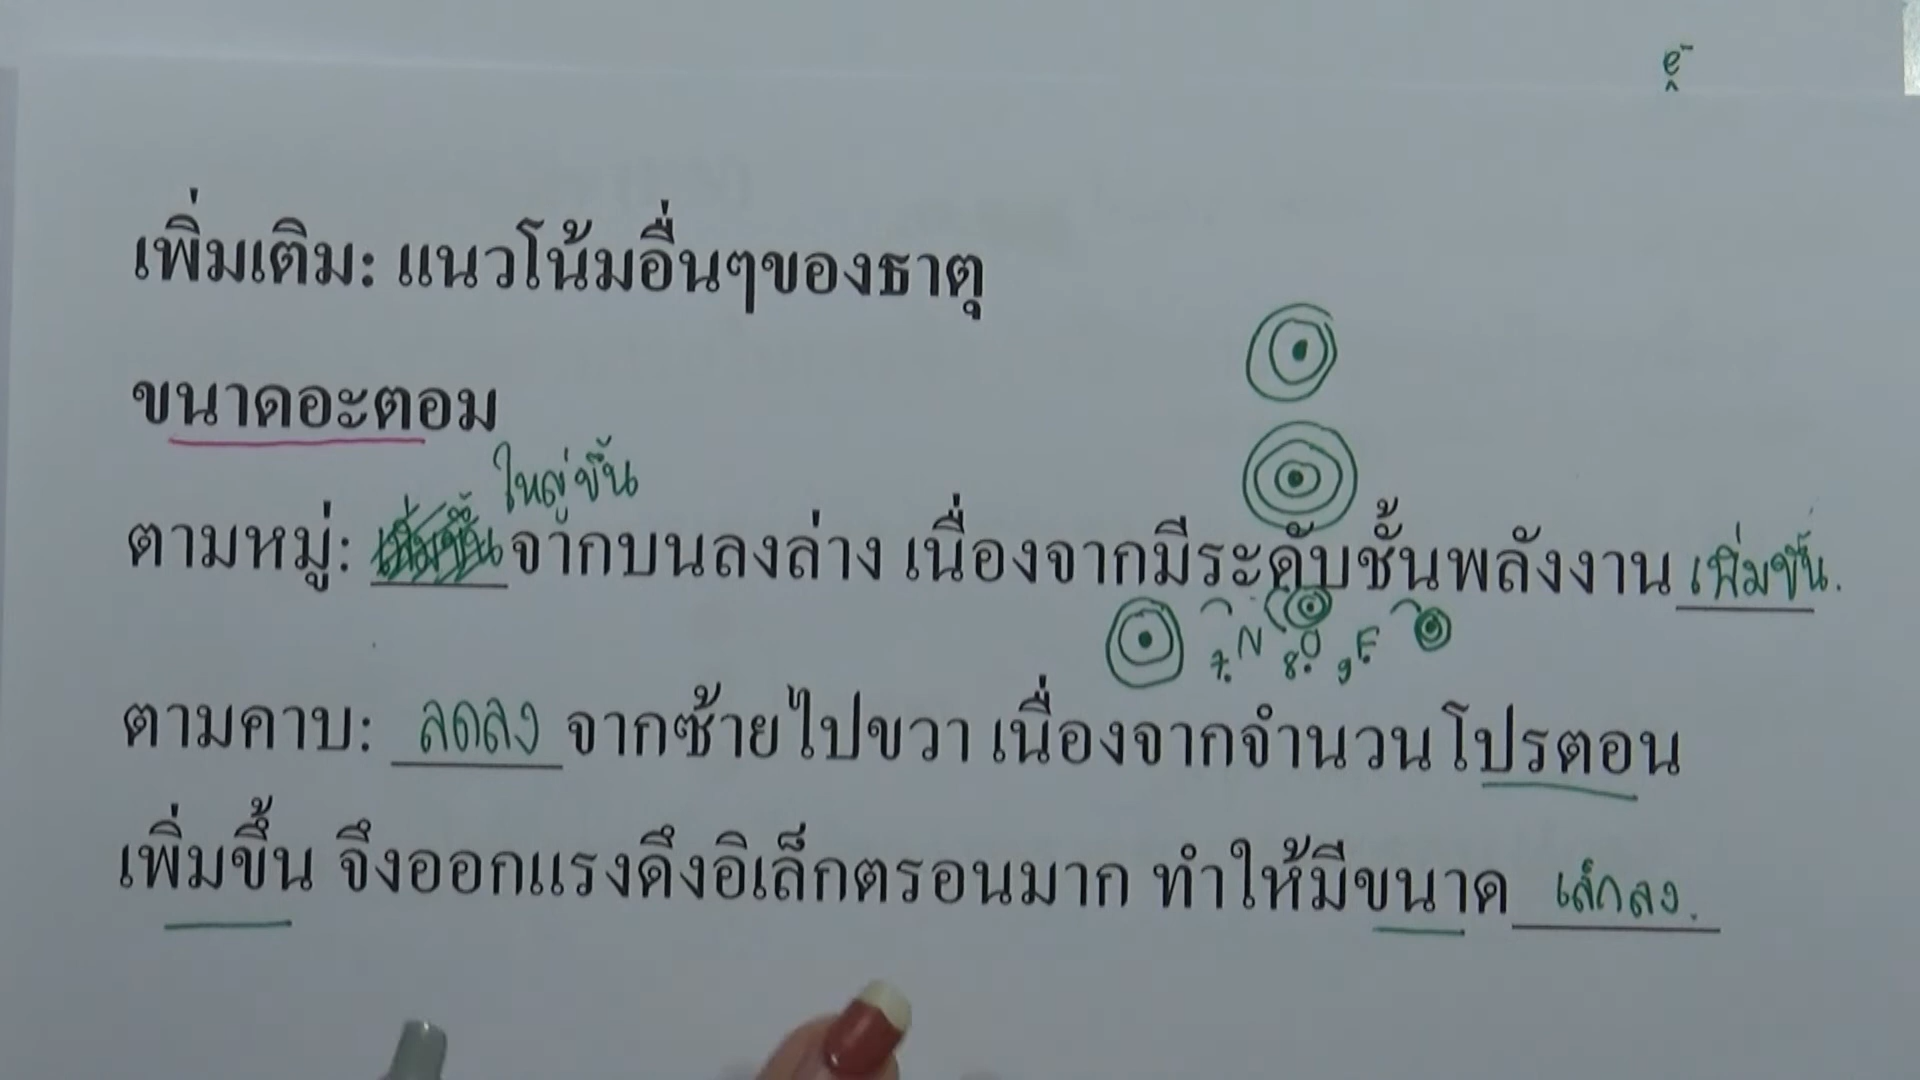 e⁻
เพิ่มเติม: แนวโน้มอื่นๆของธาตุ
ขนาดอะตอม
ใหญ่ขึ้น
ตามหมู่: เพิ่มขึ้น จากบนลงล่าง เนื่องจากมีระดับชั้นพลังงาน เพิ่มขึ้น.
7N 8O 9F
ตามคาบ: ลดลง จากซ้ายไปขวา เนื่องจากจำนวนโปรตอน
เพิ่มขึ้น จึงออกแรงดึงอิเล็กตรอนมาก ทำให้มีขนาด เล็กลง.